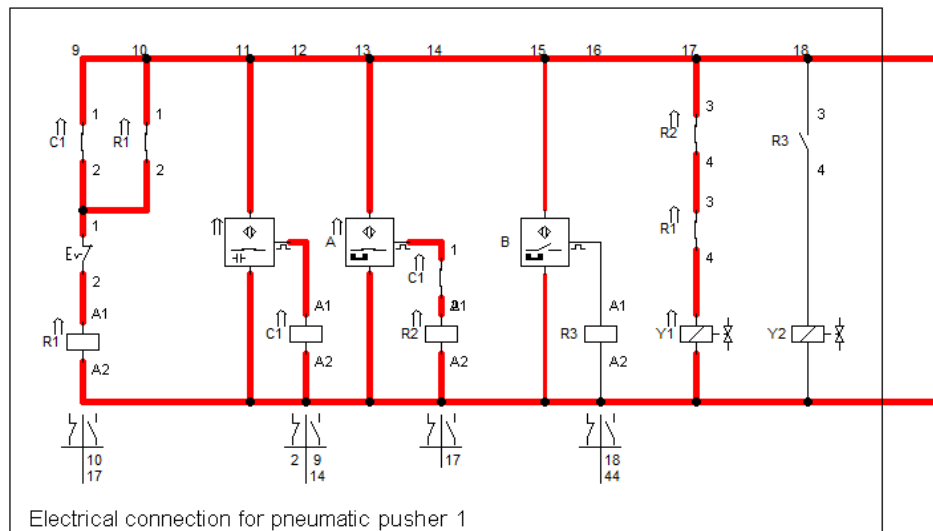 9 10 11 12 13 14 15 16 17 18
1 1 3 3
C1 R1 R2 R3
2 2 4 4
1 3
A B 1 R1
E C1
2 4
A1 A1 A1 A1
R1 C1 R2 R3 Y1 Y2
A2 A2 A2 A2
10 2 9 17 18
17 14 44
Electrical connection for pneumatic pusher 1